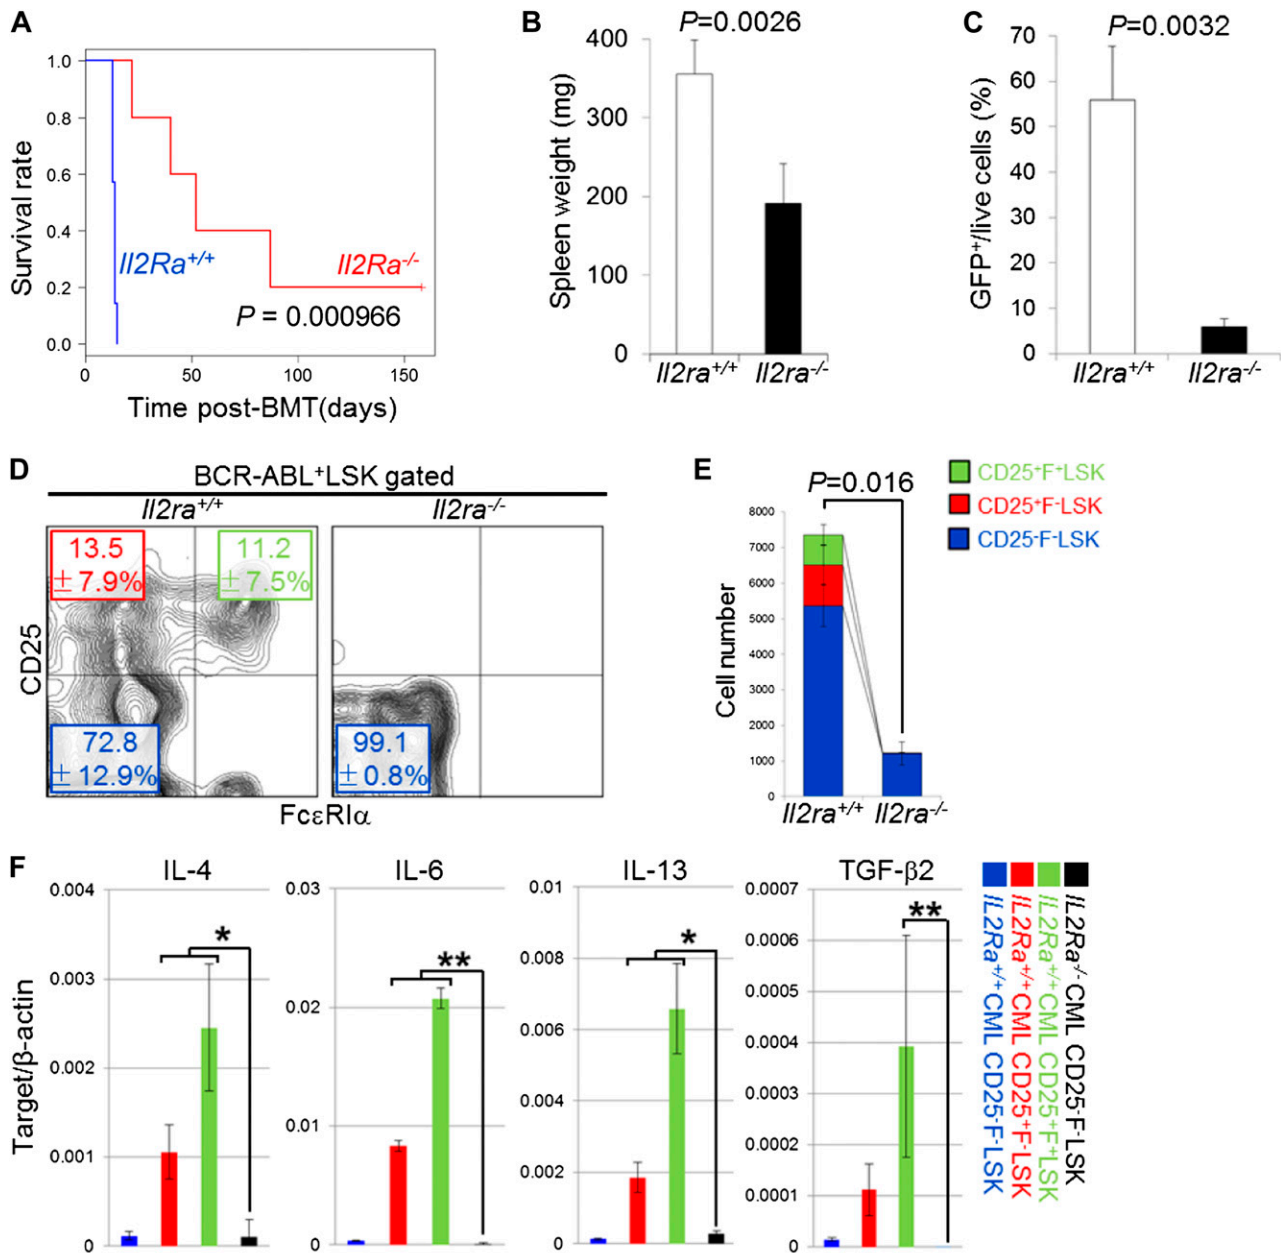 A
1.0
0.8
0.6
0.4
0.2
0.0
Survival rate
Il2Ra+/+
Il2Ra-/-
P = 0.000966
0 50 100 150
Time post-BMT(days)
B
P=0.0026
400
300
200
100
0
Spleen weight (mg)
Il2ra+/+ Il2ra-/-
C
P=0.0032
70
60
50
40
30
20
10
0
GFP+/live cells (%)
Il2ra+/+ Il2ra-/-
D
BCR-ABL+LSK gated
Il2ra+/+ Il2ra-/-
13.5
± 7.9%
11.2
± 7.5%
72.8
± 12.9%
99.1
± 0.8%
CD25
FcεRIα
E
P=0.016
8000
7000
6000
5000
4000
3000
2000
1000
0
Cell number
Il2ra+/+ Il2ra-/-
CD25+F+LSK
CD25+F-LSK
CD25-F-LSK
F
Target/β-actin
IL-4
0.004
0.003
0.002
0.001
0
*
IL-6
0.03
0.02
0.01
0
**
IL-13
0.01
0.008
0.006
0.004
0.002
0
*
TGF-β2
0.0007
0.0006
0.0005
0.0004
0.0003
0.0002
0.0001
0
**
IL2Ra-/-CML CD25-F-LSK
IL2Ra+/+CML CD25+F+LSK
IL2Ra+/+CML CD25+F-LSK
IL2Ra+/+CML CD25-F-LSK